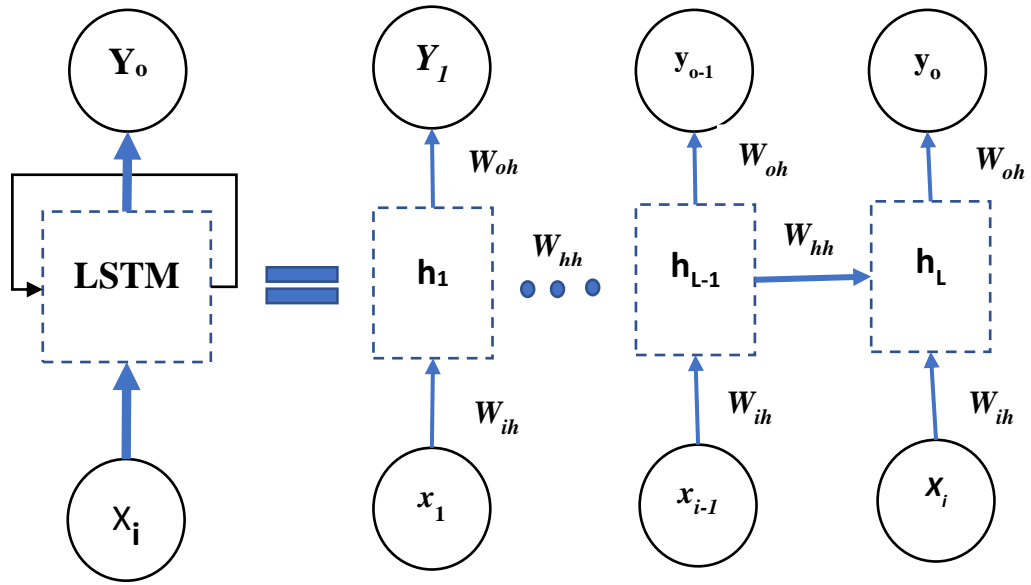 Yo Y1 yo-1 yo
Woh Woh Woh
LSTM h1 Whh hL-1 Whh hL
Wih Wih Wih
Xi x1 xi-1 Xi